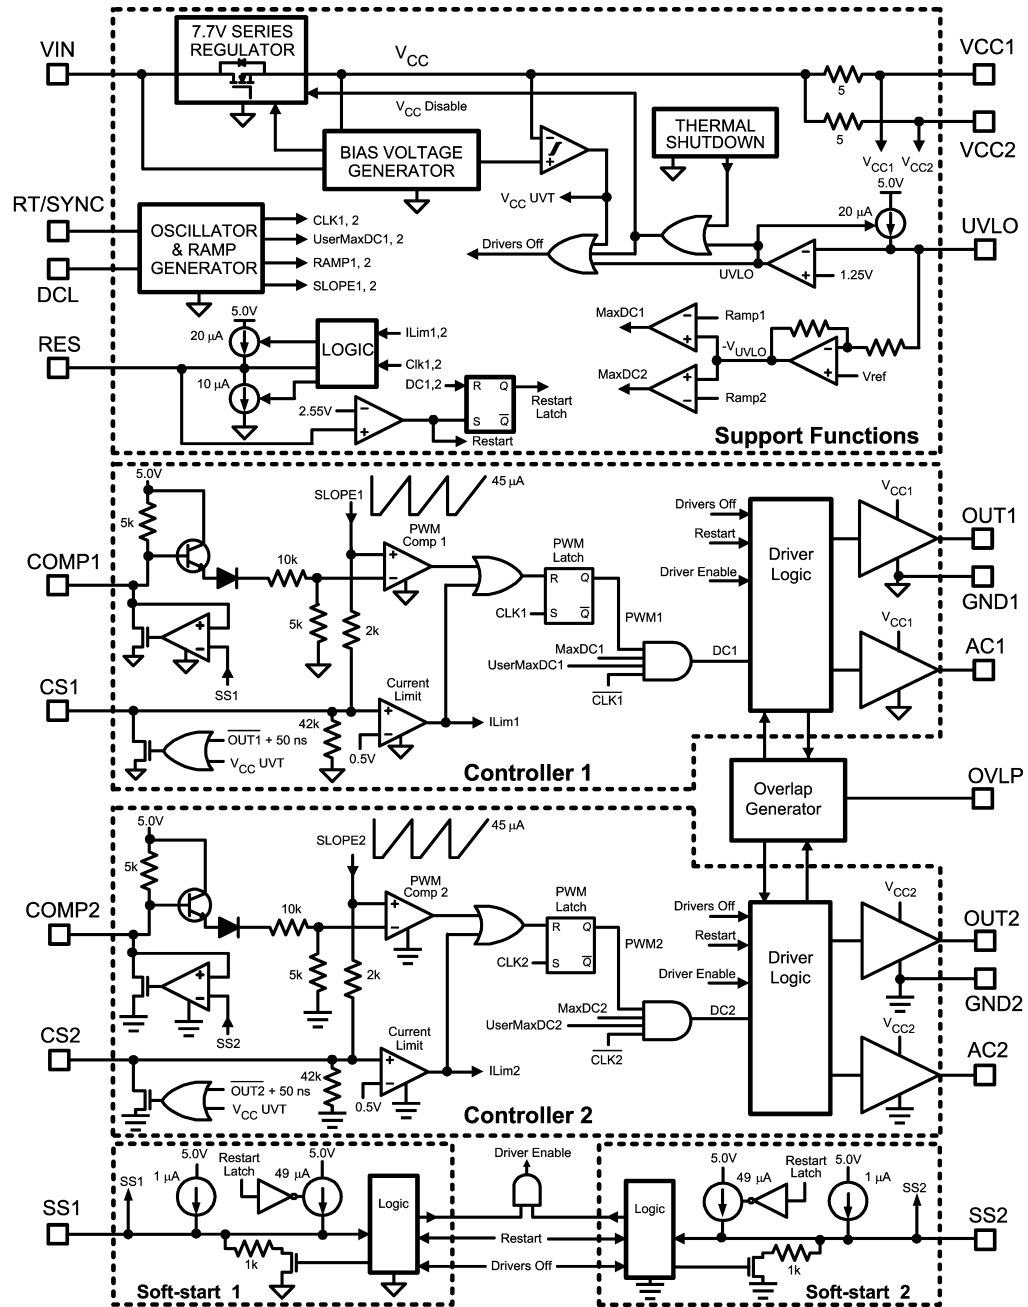 7.7V SERIES
REGULATOR
VIN
VCC
VCC1
5
VCC Disable
5
VCC2
THERMAL
SHUTDOWN
BIAS VOLTAGE
GENERATOR
VCC1
VCC2
5.0V
VCC UVT
RT/SYNC
OSCILLATOR
& RAMP
GENERATOR
CLK1, 2
UserMaxDC1, 2
RAMP1, 2
SLOPE1, 2
20 µA
UVLO
DCL
Drivers Off
UVLO
1.25V
5.0V
20 µA
LOGIC
ILim1,2
Clk1,2
MaxDC1
Ramp1
-VUVLO
RES
10 µA
DC1,2
R
Q
S
Q
Restart
Latch
MaxDC2
Vref
Ramp2
2.55V
Restart
Support Functions
5.0V
SLOPE1
45 µA
5k
PWM
Comp 1
PWM
Latch
Drivers Off
VCC1
OUT1
Restart
Driver
Logic
COMP1
10k
R
Q
Driver Enable
CLK1
S
Q
GND1
5k
2k
PWM1
VCC1
MaxDC1
UserMaxDC1
DC1
AC1
SS1
CLK1
CS1
Current
Limit
42k
ILim1
OUT1 + 50 ns
VCC UVT
0.5V
Controller 1
Overlap
Generator
OVLP
5.0V
SLOPE2
45 µA
5k
PWM
Comp 2
PWM
Latch
VCC2
COMP2
10k
R
Q
Drivers Off
Restart
OUT2
PWM2
Driver
Logic
5k
2k
CLK2
S
Q
Driver Enable
GND2
MaxDC2
UserMaxDC2
DC2
VCC2
SS2
CLK2
CS2
Current
Limit
42k
ILim2
AC2
OUT2 + 50 ns
VCC UVT
0.5V
Controller 2
5.0V
5.0V
Driver Enable
5.0V
Restart
Latch
5.0V
SS1
1 µA
Restart
Latch
49 µA
49 µA
1 µA
SS2
Logic
Logic
SS1
Restart
SS2
1k
Drivers Off
1k
Soft-start 1
Soft-start 2